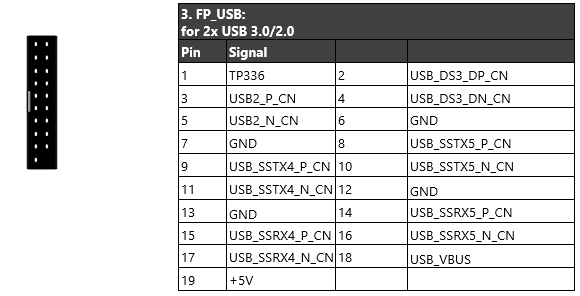 3. FP_USB:
for 2x USB 3.0/2.0
Pin Signal
1 TP336 2 USB_DS3_DP_CN
3 USB2_P_CN 4 USB_DS3_DN_CN
5 USB2_N_CN 6 GND
7 GND 8 USB_SSTX5_P_CN
9 USB_SSTX4_P_CN 10 USB_SSTX5_N_CN
11 USB_SSTX4_N_CN 12 GND
13 GND 14 USB_SSRX5_P_CN
15 USB_SSRX4_P_CN 16 USB_SSRX5_N_CN
17 USB_SSRX4_N_CN 18 USB_VBUS
19 +5V